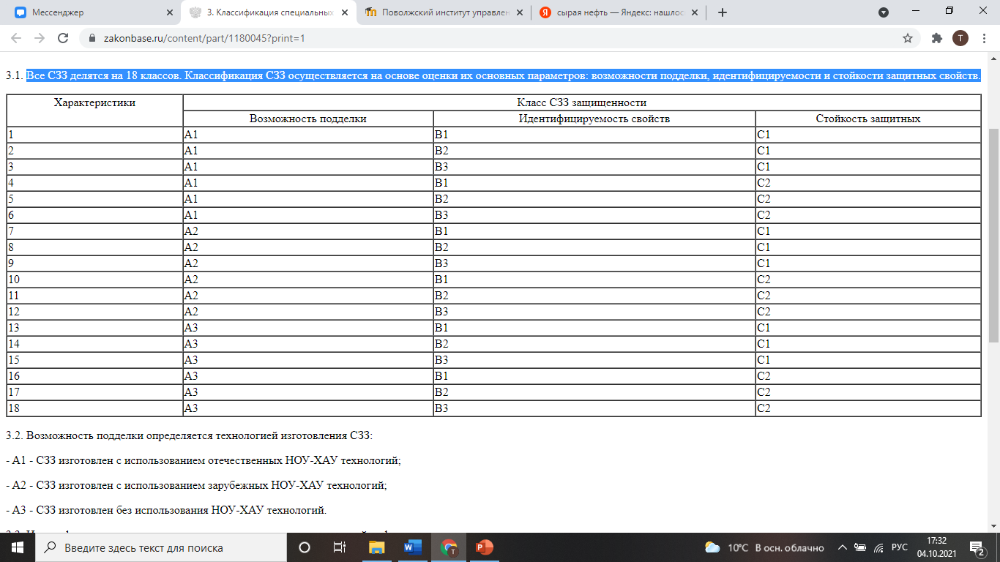 Мессенджер
3. Классификация специальных
Поволжский институт управлен
сырая нефть — Яндекс: нашлос
zakonbase.ru/content/part/1180045?print=1
T
3.1. Все СЗЗ делятся на 18 классов. Классификация СЗЗ осуществляется на основе оценки их основных параметров: возможности подделки, идентифицируемости и стойкости защитных свойств.
Характеристики Класс СЗЗ защищенности
Возможность подделки Идентифицируемость свойств Стойкость защитных
1 A1 B1 C1
2 A1 B2 C1
3 A1 B3 C1
4 A1 B1 C2
5 A1 B2 C2
6 A1 B3 C2
7 A2 B1 C1
8 A2 B2 C1
9 A2 B3 C1
10 A2 B1 C2
11 A2 B2 C2
12 A2 B3 C2
13 A3 B1 C1
14 A3 B2 C1
15 A3 B3 C1
16 A3 B1 C2
17 A3 B2 C2
18 A3 B3 C2
3.2. Возможность подделки определяется технологией изготовления СЗЗ:
- A1 - СЗЗ изготовлен с использованием отечественных НОУ-ХАУ технологий;
- A2 - СЗЗ изготовлен с использованием зарубежных НОУ-ХАУ технологий;
- A3 - СЗЗ изготовлен без использования НОУ-ХАУ технологий.
Введите здесь текст для поиска
10°C В осн. облачно
РУС
17:32
04.10.2021
2